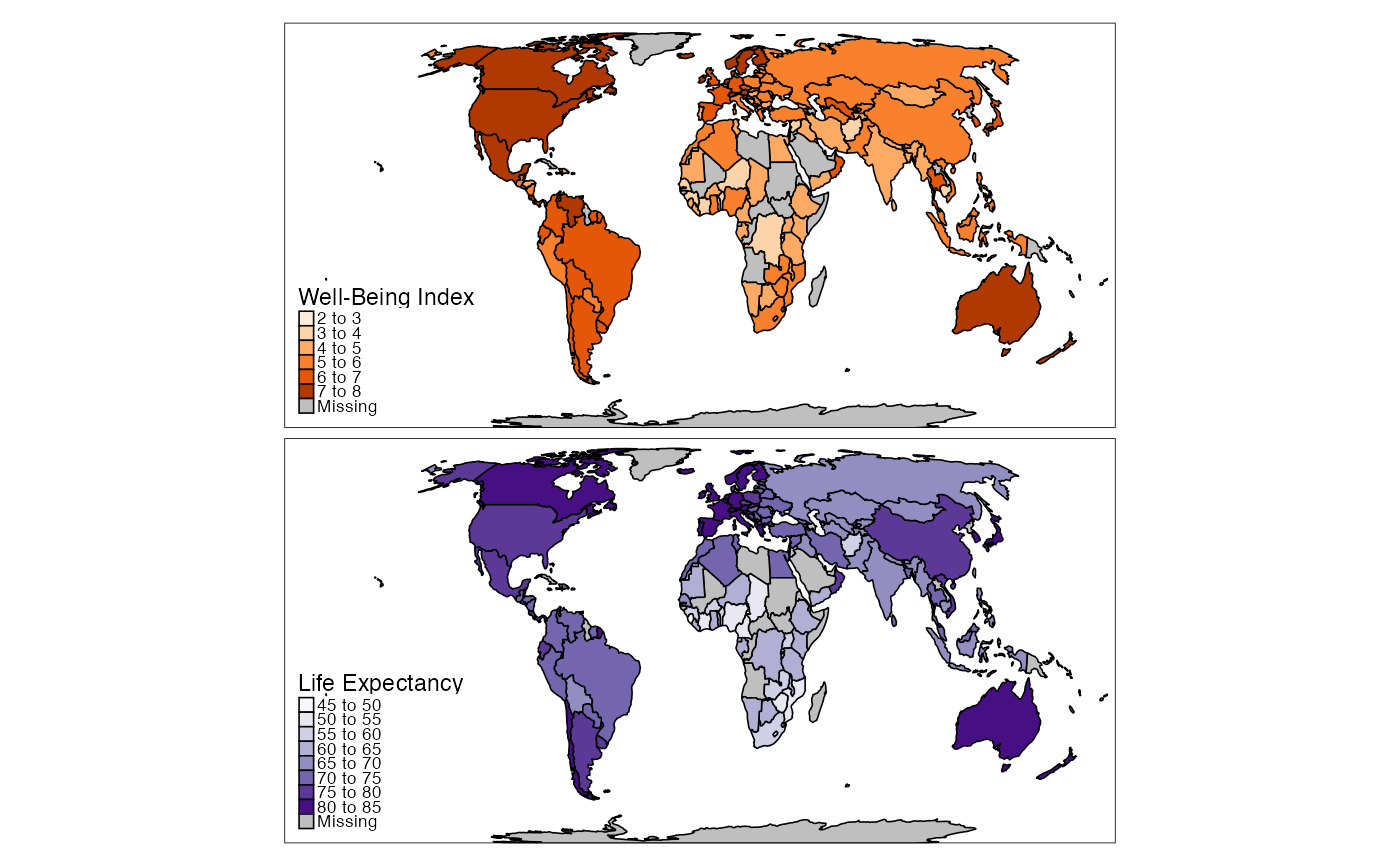 Well-Being Index
2 to 3
3 to 4
4 to 5
5 to 6
6 to 7
7 to 8
Missing
Life Expectancy
45 to 50
50 to 55
55 to 60
60 to 65
65 to 70
70 to 75
75 to 80
80 to 85
Missing